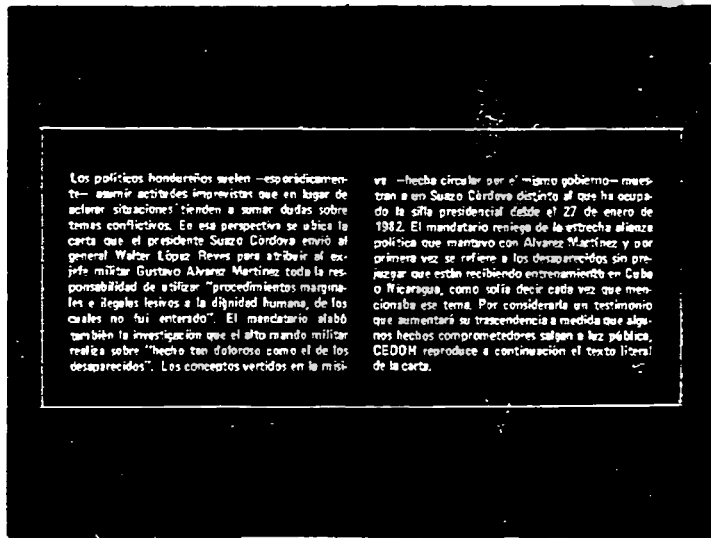 Los políticos hondureños suelen —esporádicamen-
te— asumir actitudes imprevistas que en lugar de
aclarar situaciones tienden a sumar dudas sobre
temas conflictivos. En esa perspectiva se ubica la
carta que el presidente Suazo Córdova envió al
general Walter López Reyes para atribuir al ex-
jefe militar Gustavo Alvarez Martínez toda la res-
ponsabilidad de utilizar "procedimientos margina-
les e ilegales lesivos a la dignidad humana, de los
cuales no fui enterado". El mandatario alabó
también la investigación que el alto mando militar
realiza sobre "hecho tan doloroso como el de los
desaparecidos". Los conceptos vertidos en la misi-
va —hecha circular por el mismo gobierno— mues-
tran a un Suazo Córdova distinto al que ha ocupa-
do la silla presidencial desde el 27 de enero de
1982. El mandatario reniega de la estrecha alianza
política que mantuvo con Alvarez Martínez y por
primera vez se refiere a los desaparecidos sin pre-
juzgar que están recibiendo entrenamiento en Cuba
o Nicaragua, como solía decir cada vez que men-
cionaba ese tema. Por considerarla un testimonio
que aumentará su trascendencia a medida que algu-
nos hechos comprometedores salgan a luz pública,
CEDOH reproduce a continuación el texto literal
de la carta.